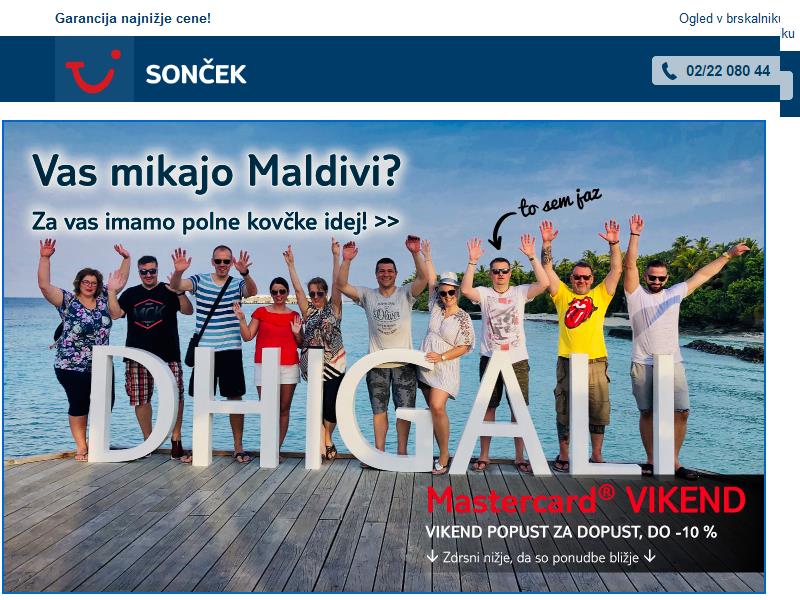 Garancija najnižje cene!
Ogled v brskalniku
ku
SONČEK
02/22 080 44
Vas mikajo Maldivi?
Za vas imamo polne kovčke idej! >>
to sem jaz
DHIGALI
Mastercard® VIKEND
VIKEND POPUST ZA DOPUST, DO -10 %
↓ Zdrsni nižje, da so ponudbe bližje ↓